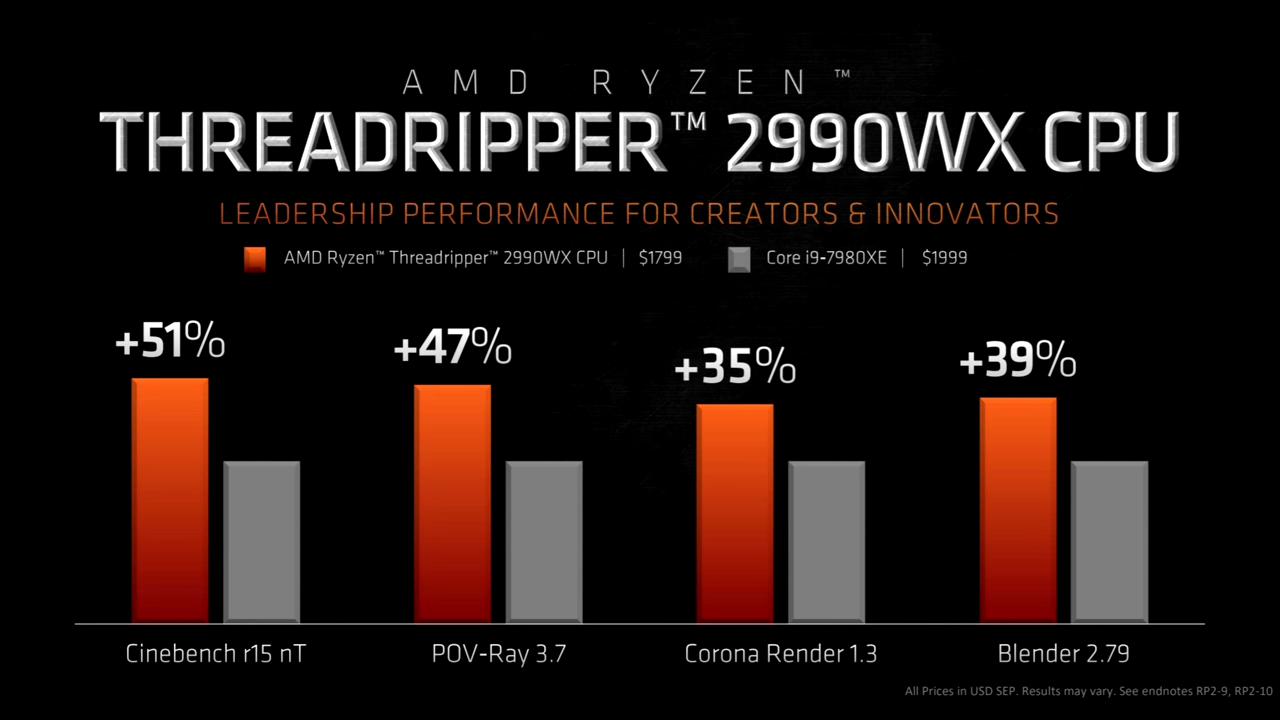 AMD RYZEN™
THREADRIPPER™ 2990WX CPU
LEADERSHIP PERFORMANCE FOR CREATORS & INNOVATORS
AMD Ryzen™ Threadripper™ 2990WX CPU | $1799 Core i9-7980XE | $1999
+51% +47% +35% +39%
Cinebench r15 nT POV-Ray 3.7 Corona Render 1.3 Blender 2.79
All Prices in USD SEP. Results may vary. See endnotes RP2-9, RP2-10